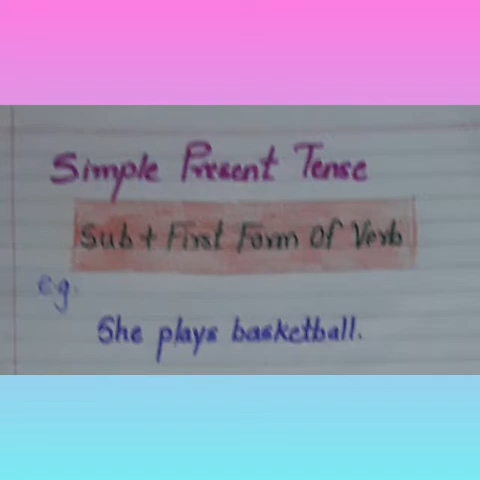 Simple Present Tense
Sub + First Form Of Verb
eg.
She plays basketball.